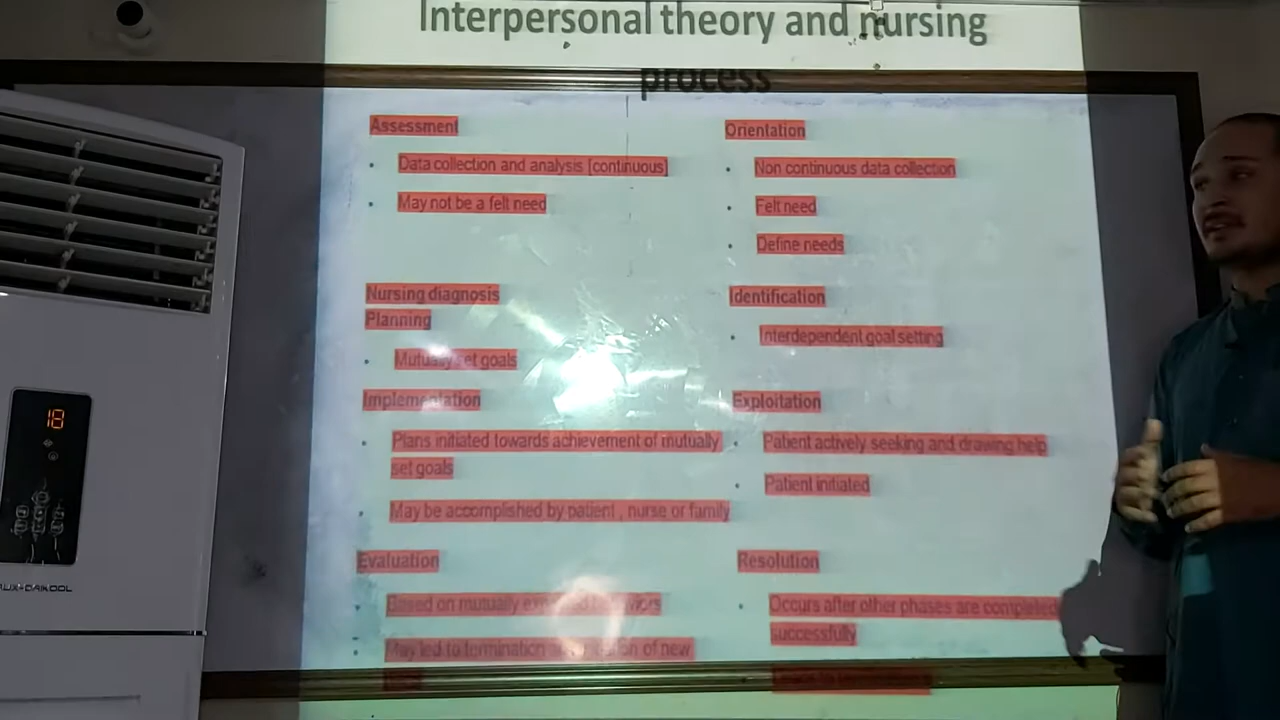 Interpersonal theory and nursing
process
Assessment
Data collection and analysis [continuous]
May not be a felt need
Orientation
Non continuous data collection
Felt need
Define needs
Nursing diagnosis
Planning
Mutually set goals
Identification
Interdependent goal setting
Implementation
Plans initiated towards achievement of mutually
set goals
May be accomplished by patient , nurse or family
Exploitation
Patient actively seeking and drawing help
Patient initiated
Evaluation
Based on mutually
May led to termination of new
Resolution
Occurs after other phases are completed
successfully
18